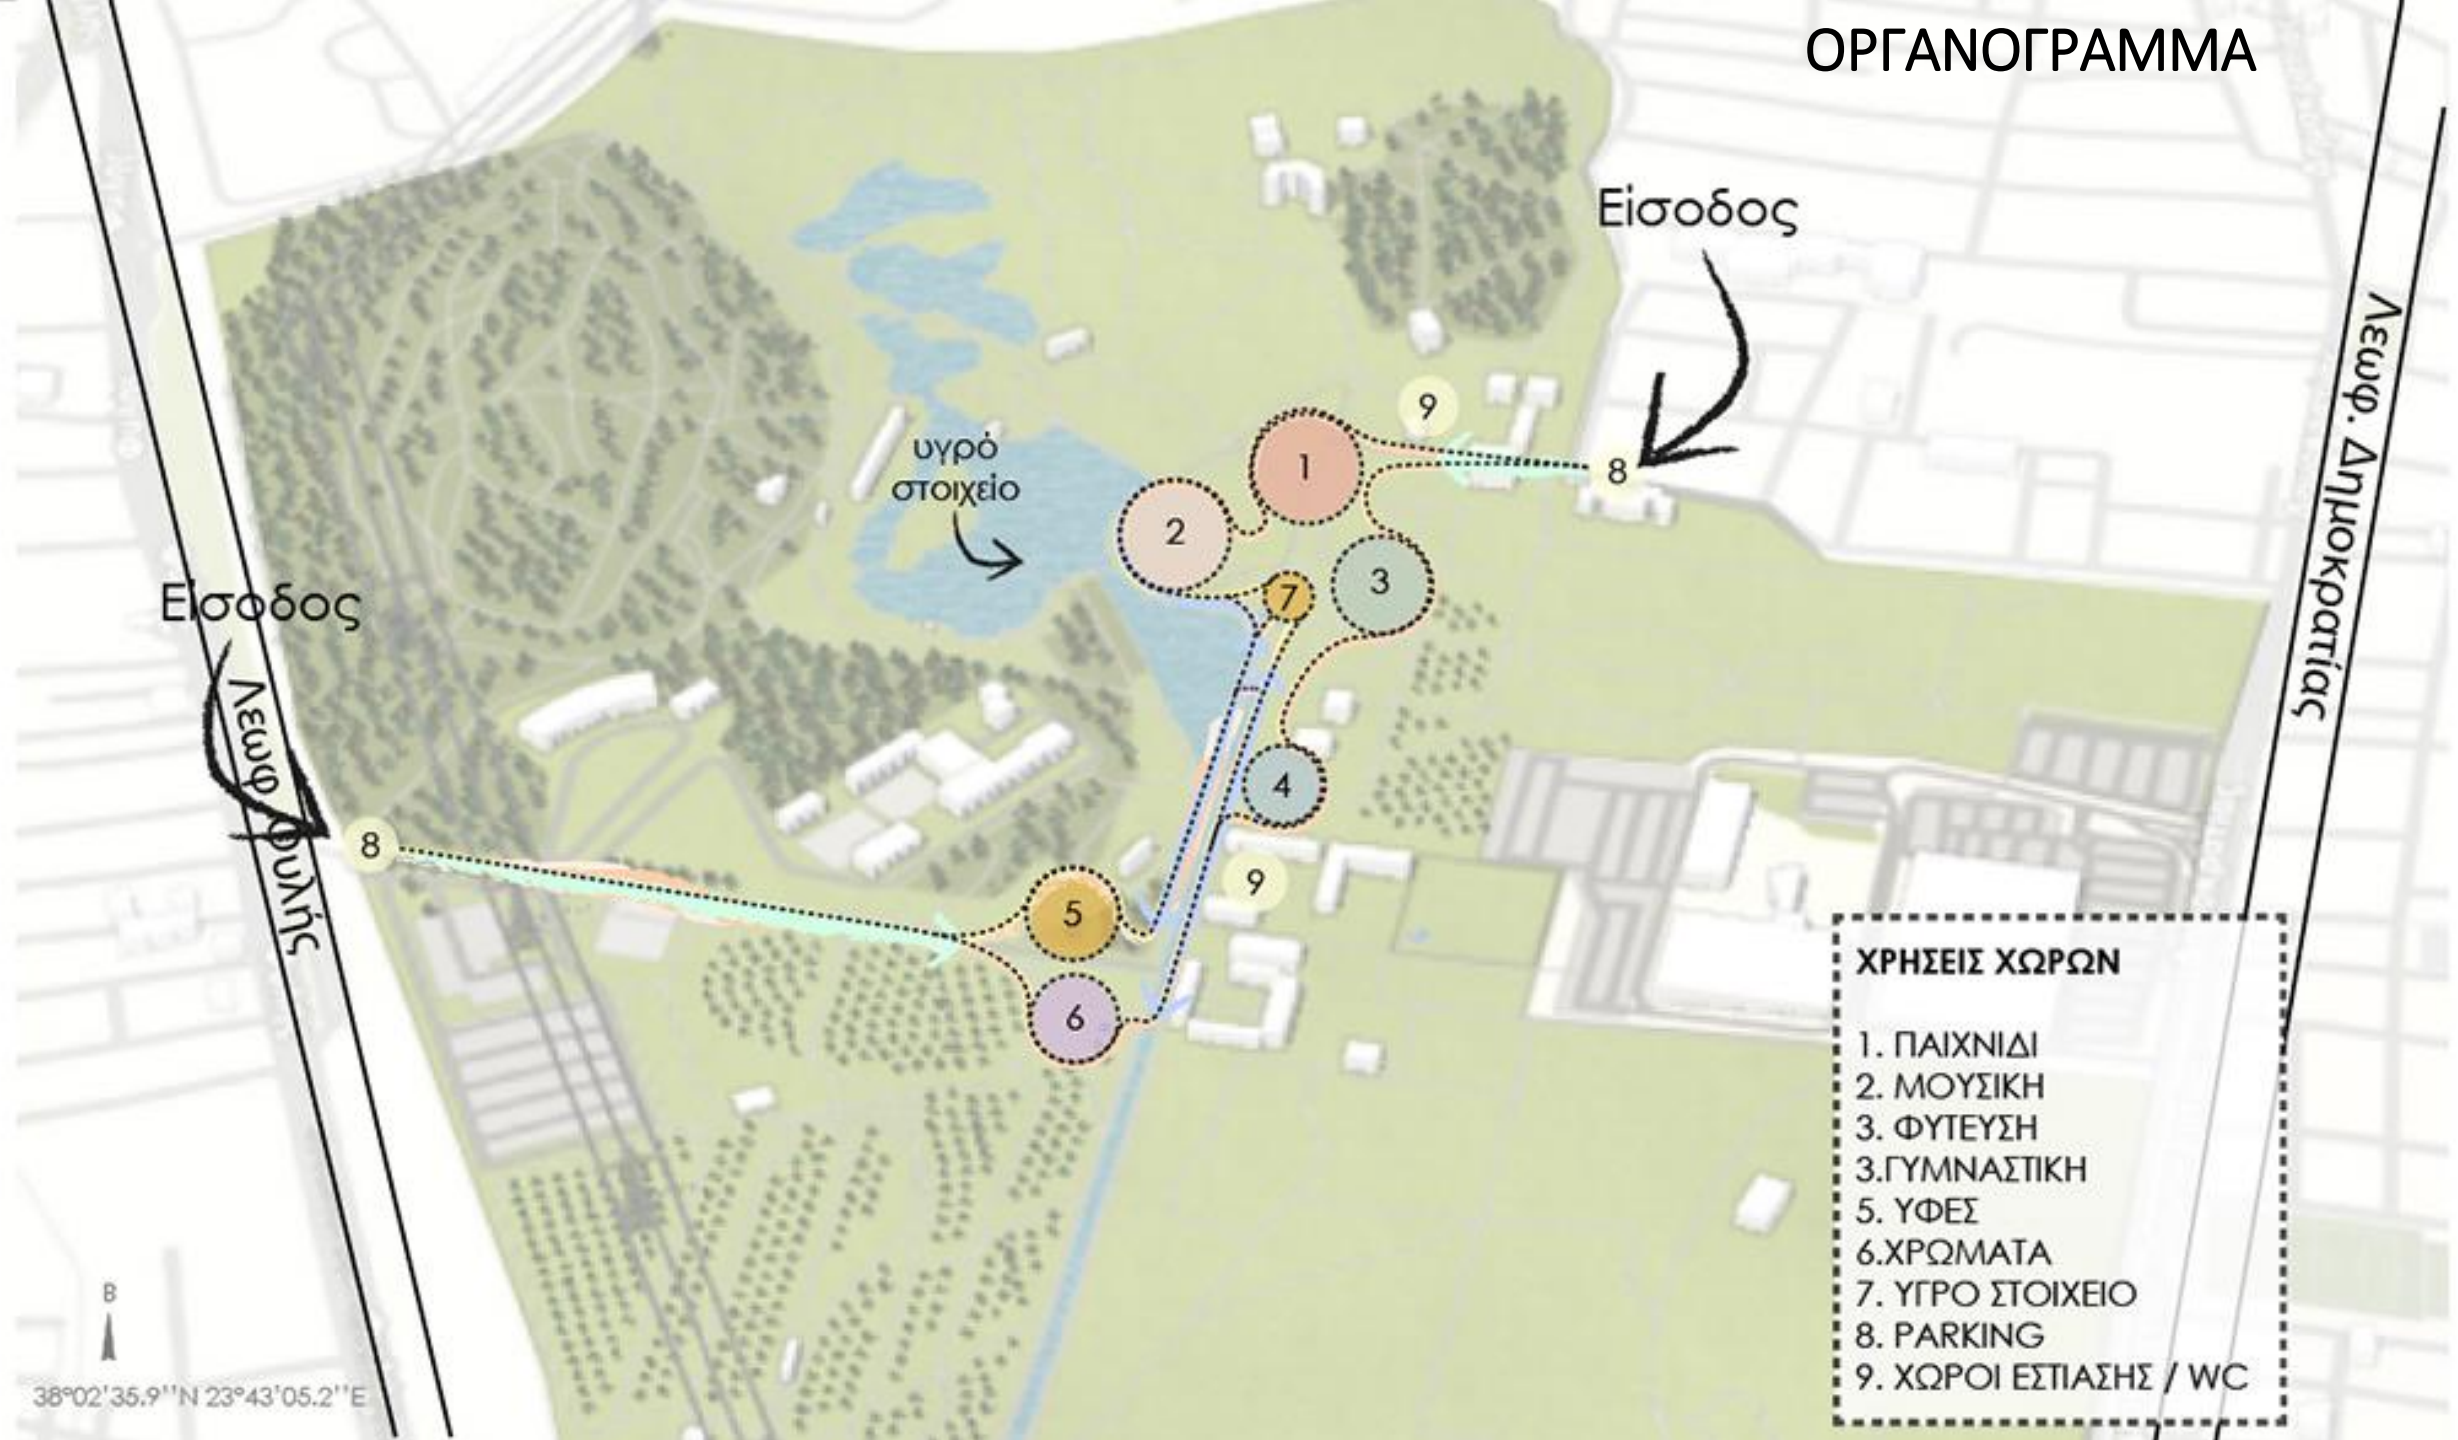 ΟΡΓΑΝΟΓΡΑΜΜΑ
Είσοδος
Λεωφ. Δημοκρατίας
9
1
8
υγρό
στοιχείο
2
3
7
Είσοδος
Λεωφ Φυλής
4
8
9
5
6
ΧΡΗΣΕΙΣ ΧΩΡΩΝ
1. ΠΑΙΧΝΙΔΙ
2. ΜΟΥΣΙΚΗ
3. ΦΥΤΕΥΣΗ
3.ΓΥΜΝΑΣΤΙΚΗ
5. ΥΦΕΣ
6.ΧΡΩΜΑΤΑ
7. ΥΓΡΟ ΣΤΟΙΧΕΙΟ
8. PARKING
9. ΧΩΡΟΙ ΕΣΤΙΑΣΗΣ / WC
Β
38°02'35.9''N 23°43'05.2''E